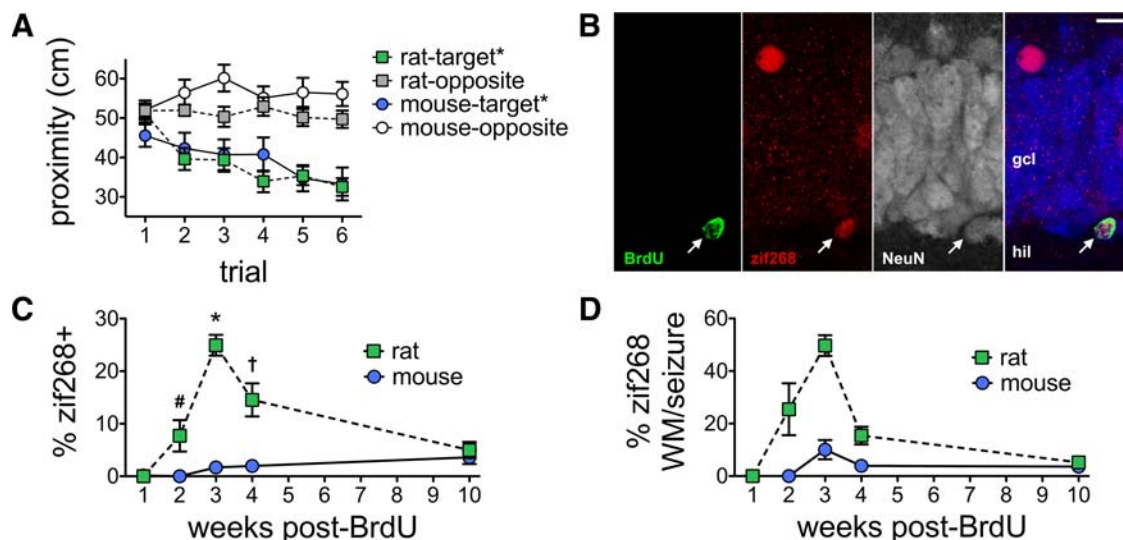 A
proximity (cm)
60
50
40
30
1 2 3 4 5 6
trial
rat-target*
rat-opposite
mouse-target*
mouse-opposite
B
BrdU
zif268
NeuN
gcl
hil
C
% zif268+
30
20
10
0
#
*
†
rat
mouse
1 2 3 4 5 6 7 8 9 10
weeks post-BrdU
D
% zif268
WM/seizure
60
40
20
0
rat
mouse
1 2 3 4 5 6 7 8 9 10
weeks post-BrdU